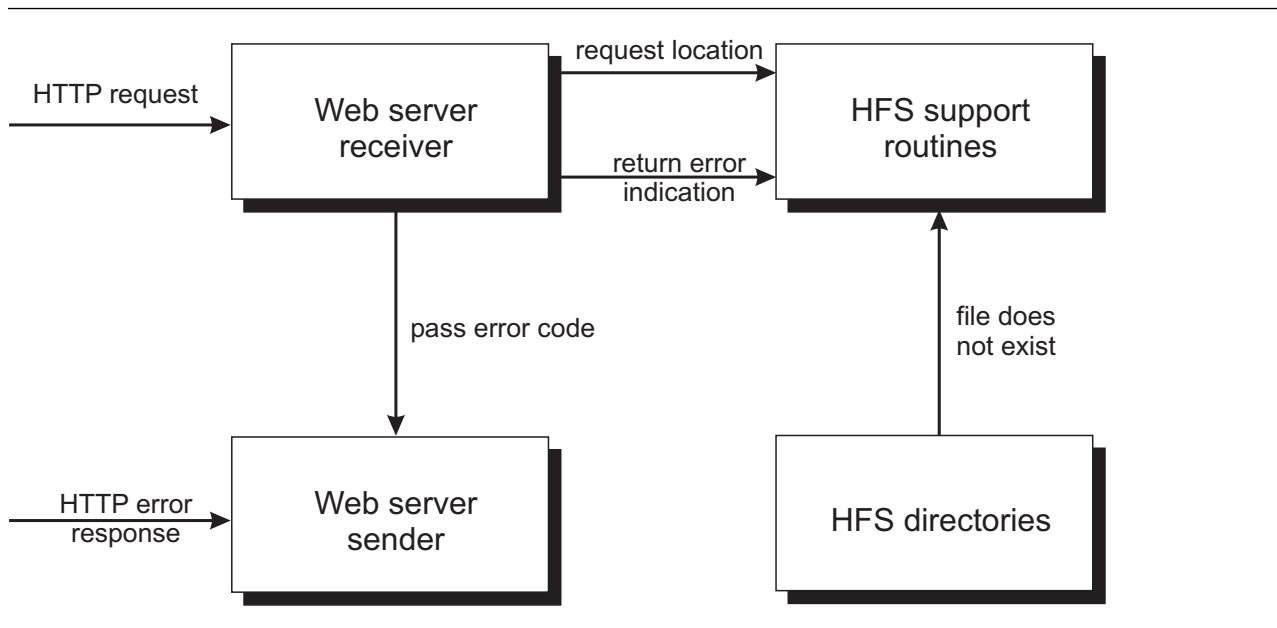 request location
HTTP request
Web server
receiver
HFS support
routines
return error
indication
pass error code
file does
not exist
HTTP error
response
Web server
sender
HFS directories